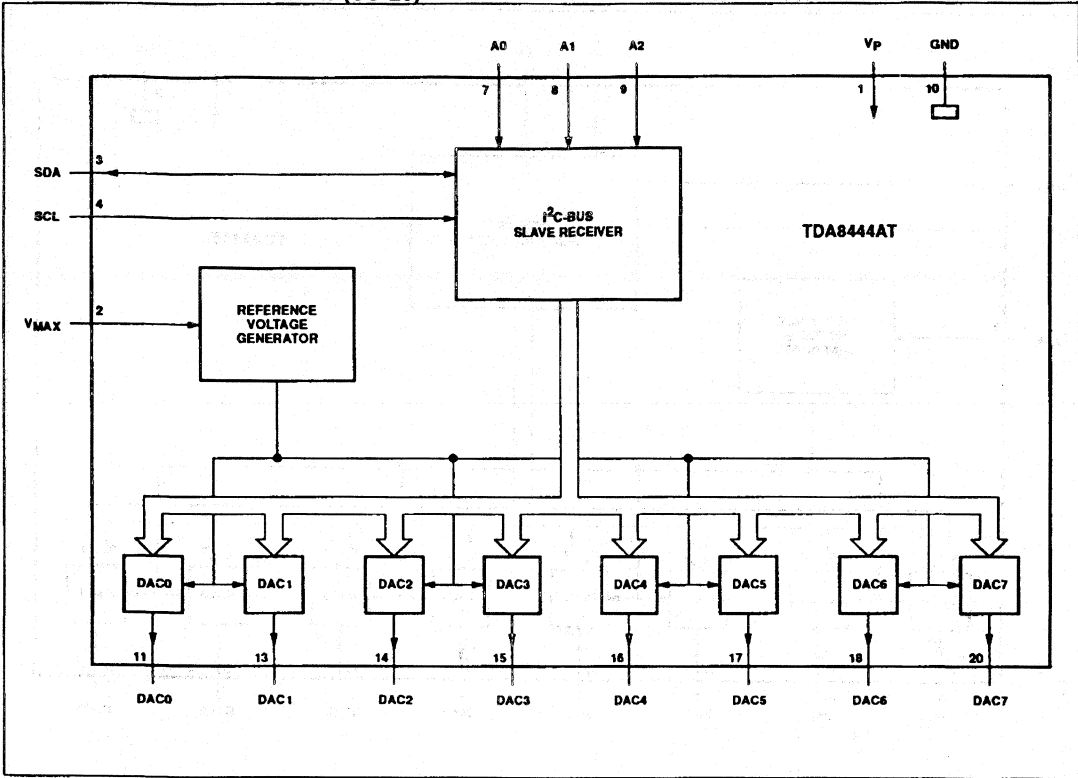 A0 A1 A2 VP GND
7 8 9 1 10
SDA 3
SCL 4
I²C-BUS
SLAVE RECEIVER
TDA8444AT
VMAX 2
REFERENCE
VOLTAGE
GENERATOR
DAC0 DAC1 DAC2 DAC3 DAC4 DAC5 DAC6 DAC7
11 13 14 15 16 17 18 20
DAC0 DAC1 DAC2 DAC3 DAC4 DAC5 DAC6 DAC7